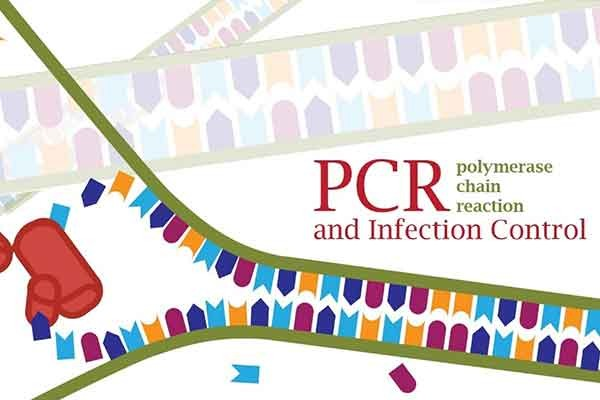 PCR
polymerase
chain
reaction
and Infection Control